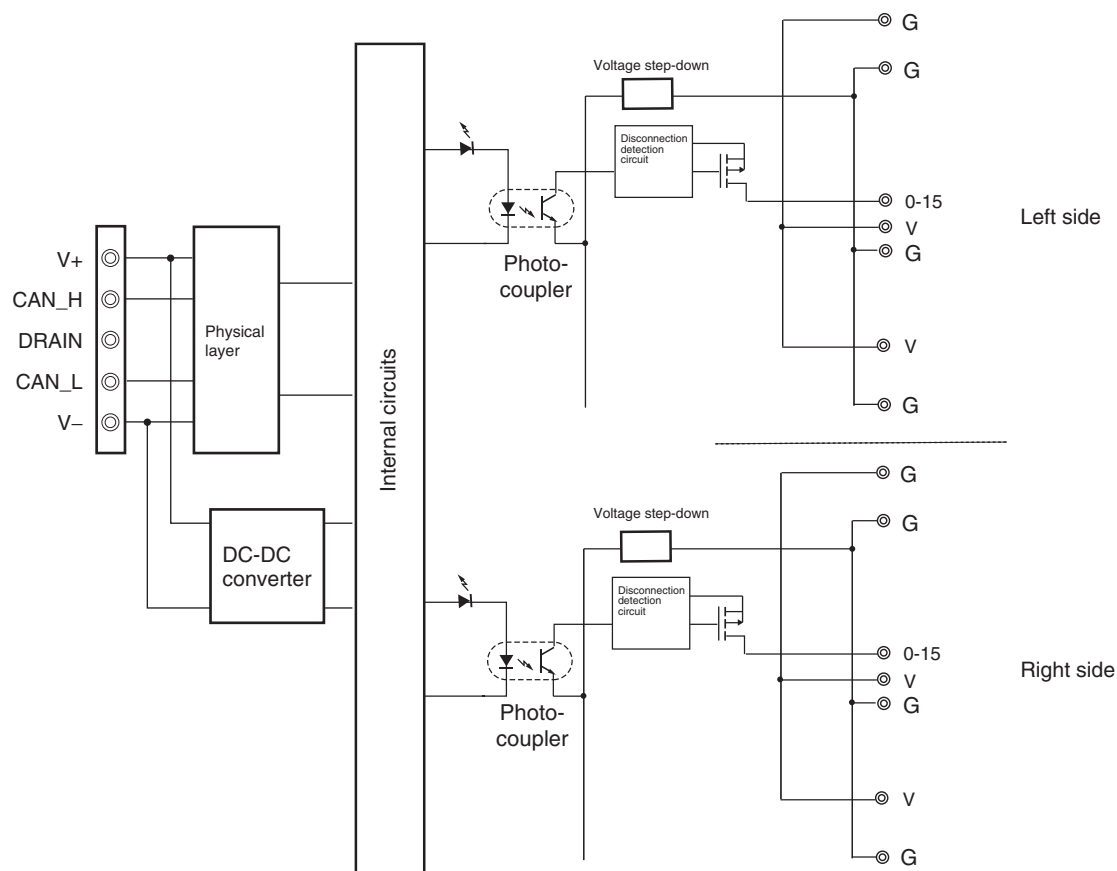 G
Voltage step-down
G
Disconnection
detection
circuit
0-15
Left side
V
G
Photo-
coupler
V+
CAN_H
DRAIN
CAN_L
V–
Physical
layer
Internal circuits
V
G
G
Voltage step-down
G
DC-DC
converter
Disconnection
detection
circuit
0-15
Right side
V
G
Photo-
coupler
V
G